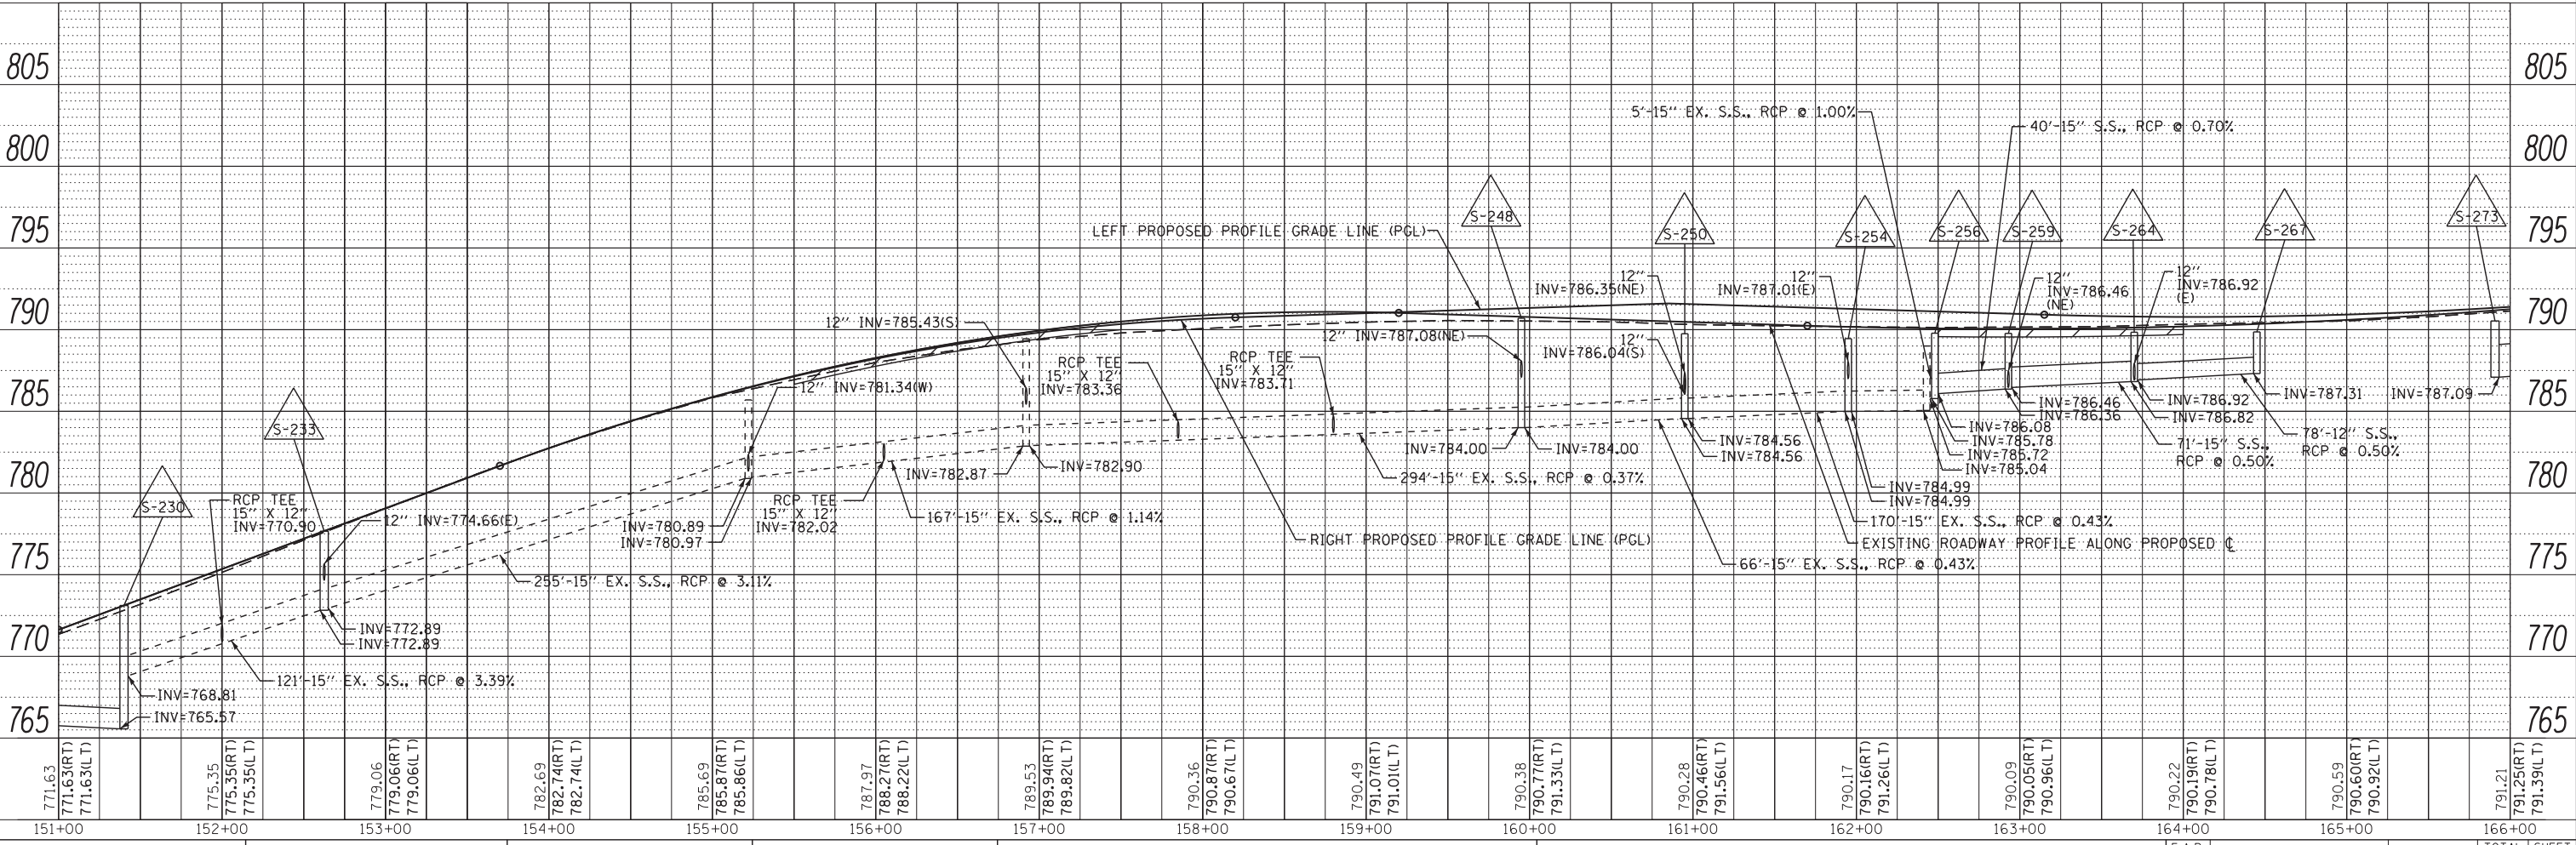 805
805
5'-15" EX. S.S., RCP @ 1.00%
40'-15" S.S., RCP @ 0.70%
800
800
S-248
S-273
795
LEFT PROPOSED PROFILE GRADE LINE (PGL)
S-250
S-254
S-256
S-259
S-264
S-267
795
12"
INV=786.35(NE)
12"
INV=787.01(E)
12"
INV=786.46
(NE)
12"
INV=786.92
(E)
790
12" INV=785.43(S)
12" INV=787.08(NE)
12"
INV=786.04(S)
790
RCP TEE
15" X 12"
INV=783.36
RCP TEE
15" X 12"
INV=783.71
785
12" INV=781.34(W)
INV=786.46
INV=786.36
INV=786.92
INV=786.82
INV=787.31
INV=787.09
785
S-233
INV=786.08
INV=785.78
INV=785.72
INV=785.04
71'-15" S.S.,
RCP @ 0.50%
78'-12" S.S.,
RCP @ 0.50%
INV=784.00
INV=784.00
INV=784.56
INV=784.56
780
INV=782.87
INV=782.90
294'-15" EX. S.S., RCP @ 0.37%
INV=784.99
INV=784.99
780
S-230
RCP TEE
15" X 12"
INV=770.90
12" INV=774.66(E)
INV=780.89
INV=780.97
RCP TEE
15" X 12"
INV=782.02
167'-15" EX. S.S., RCP @ 1.14%
170'-15" EX. S.S., RCP @ 0.43%
RIGHT PROPOSED PROFILE GRADE LINE (PGL)
EXISTING ROADWAY PROFILE ALONG PROPOSED ℄
775
255'-15" EX. S.S., RCP @ 3.11%
66'-15" EX. S.S., RCP @ 0.43%
775
770
INV=772.89
INV=772.89
770
121'-15" EX. S.S., RCP @ 3.39%
INV=768.81
765
INV=765.57
765
771.63
771.63(RT)
771.63(LT)
775.35
775.35(RT)
775.35(LT)
779.06
779.06(RT)
779.06(LT)
782.69
782.74(RT)
782.74(LT)
785.69
785.87(RT)
785.86(LT)
787.97
788.27(RT)
788.22(LT)
789.53
789.94(RT)
789.82(LT)
790.36
790.87(RT)
790.67(LT)
790.49
791.07(RT)
791.01(LT)
790.38
790.77(RT)
791.33(LT)
790.28
790.46(RT)
791.56(LT)
790.17
790.16(RT)
791.26(LT)
790.09
790.05(RT)
790.96(LT)
790.22
790.19(RT)
790.78(LT)
790.59
790.60(RT)
790.92(LT)
791.21
791.25(RT)
791.39(LT)
151+00
152+00
153+00
154+00
155+00
156+00
157+00
158+00
159+00
160+00
161+00
162+00
163+00
164+00
165+00
166+00
TOTAL
SHEET